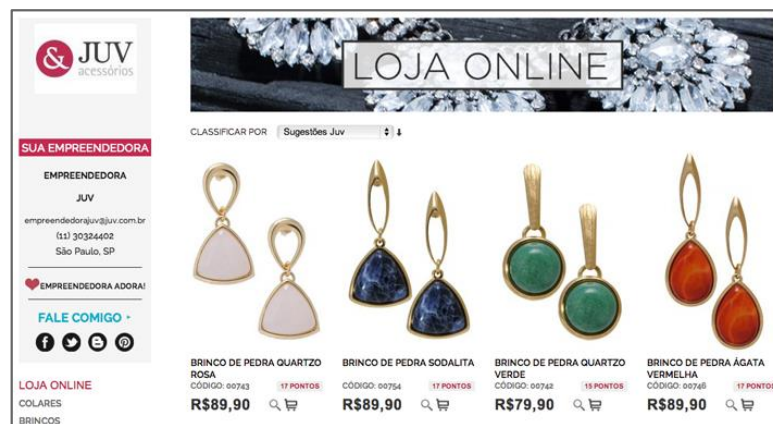 & JUV
acessórios
LOJA ONLINE
SUA EMPREENDEDORA
EMPREENDEDORA
JUV
empreendedorajuv@juv.com.br
(11) 30324402
São Paulo, SP
EMPREENDEDORA ADORA!
FALE COMIGO
LOJA ONLINE
COLARES
BRINCOS
CLASSIFICAR POR Sugestões Juv
BRINCO DE PEDRA QUARTZO
ROSA
CÓDIGO: 00743 17 PONTOS
R$89,90
BRINCO DE PEDRA SODALITA
CÓDIGO: 00754 17 PONTOS
R$89,90
BRINCO DE PEDRA QUARTZO
VERDE
CÓDIGO: 00742 15 PONTOS
R$79,90
BRINCO DE PEDRA ÁGATA
VERMELHA
CÓDIGO: 00746 17 PONTOS
R$89,90